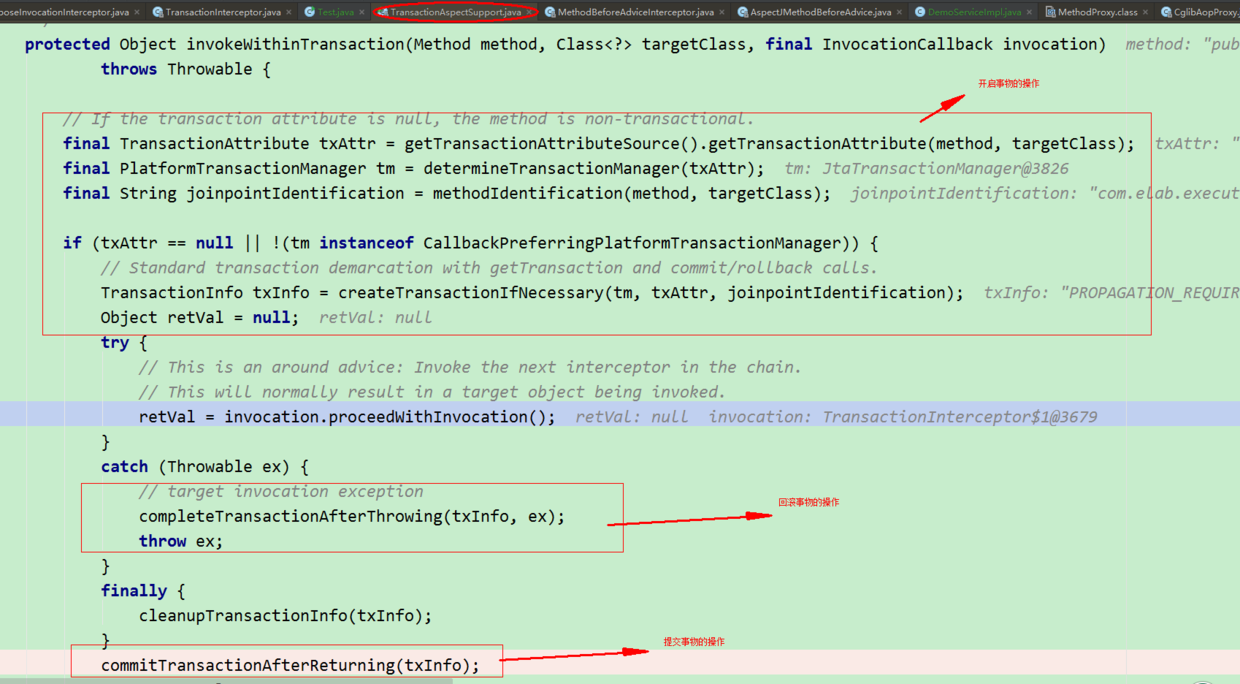 poseInvocationInterceptor.java × TransactionInterceptor.java × Test.java × TransactionAspectSupport.java × MethodBeforeAdviceInterceptor.java × AspectJMethodBeforeAdvice.java × DemoServiceImpl.java × MethodProxy.class × CglibAopProxy.
protected Object invokeWithinTransaction(Method method, Class<?> targetClass, final InvocationCallback invocation) method: "pub
throws Throwable {
开启事物的操作
// If the transaction attribute is null, the method is non-transactional.
final TransactionAttribute txAttr = getTransactionAttributeSource().getTransactionAttribute(method, targetClass); txAttr: "
final PlatformTransactionManager tm = determineTransactionManager(txAttr); tm: JtaTransactionManager@3826
final String joinpointIdentification = methodIdentification(method, targetClass); joinpointIdentification: "com.elab.execut
if (txAttr == null || !(tm instanceof CallbackPreferringPlatformTransactionManager)) {
// Standard transaction demarcation with getTransaction and commit/rollback calls.
TransactionInfo txInfo = createTransactionIfNecessary(tm, txAttr, joinpointIdentification); txInfo: "PROPAGATION_REQUIR
Object retVal = null; retVal: null
try {
// This is an around advice: Invoke the next interceptor in the chain.
// This will normally result in a target object being invoked.
retVal = invocation.proceedWithInvocation(); retVal: null invocation: TransactionInterceptor$1@3679
}
catch (Throwable ex) {
// target invocation exception
回滚事物的操作
completeTransactionAfterThrowing(txInfo, ex);
throw ex;
}
finally {
cleanupTransactionInfo(txInfo);
}
提交事物的操作
commitTransactionAfterReturning(txInfo);